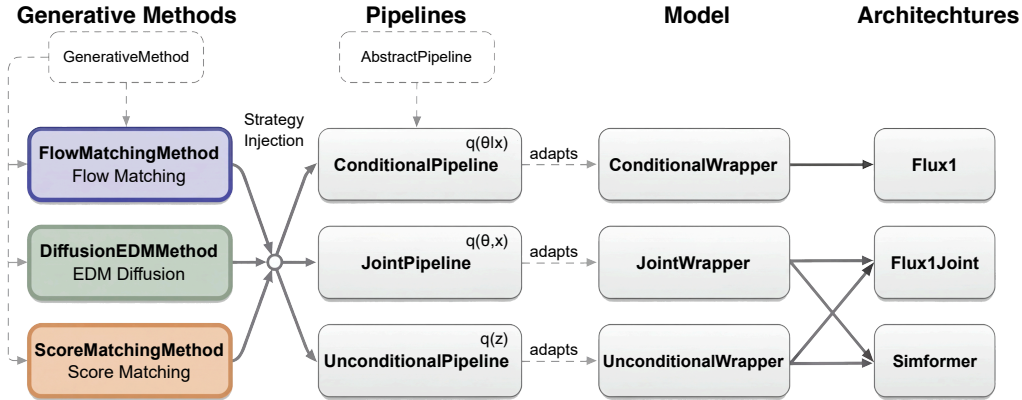 Generative Methods
Pipelines
Model
Architechtures
GenerativeMethod
AbstractPipeline
Strategy
Injection
FlowMatchingMethod
Flow Matching
q(θ|x)
ConditionalPipeline
adapts
ConditionalWrapper
Flux1
DiffusionEDMMethod
EDM Diffusion
q(θ,x)
JointPipeline
adapts
JointWrapper
Flux1Joint
ScoreMatchingMethod
Score Matching
q(z)
UnconditionalPipeline
adapts
UnconditionalWrapper
Simformer